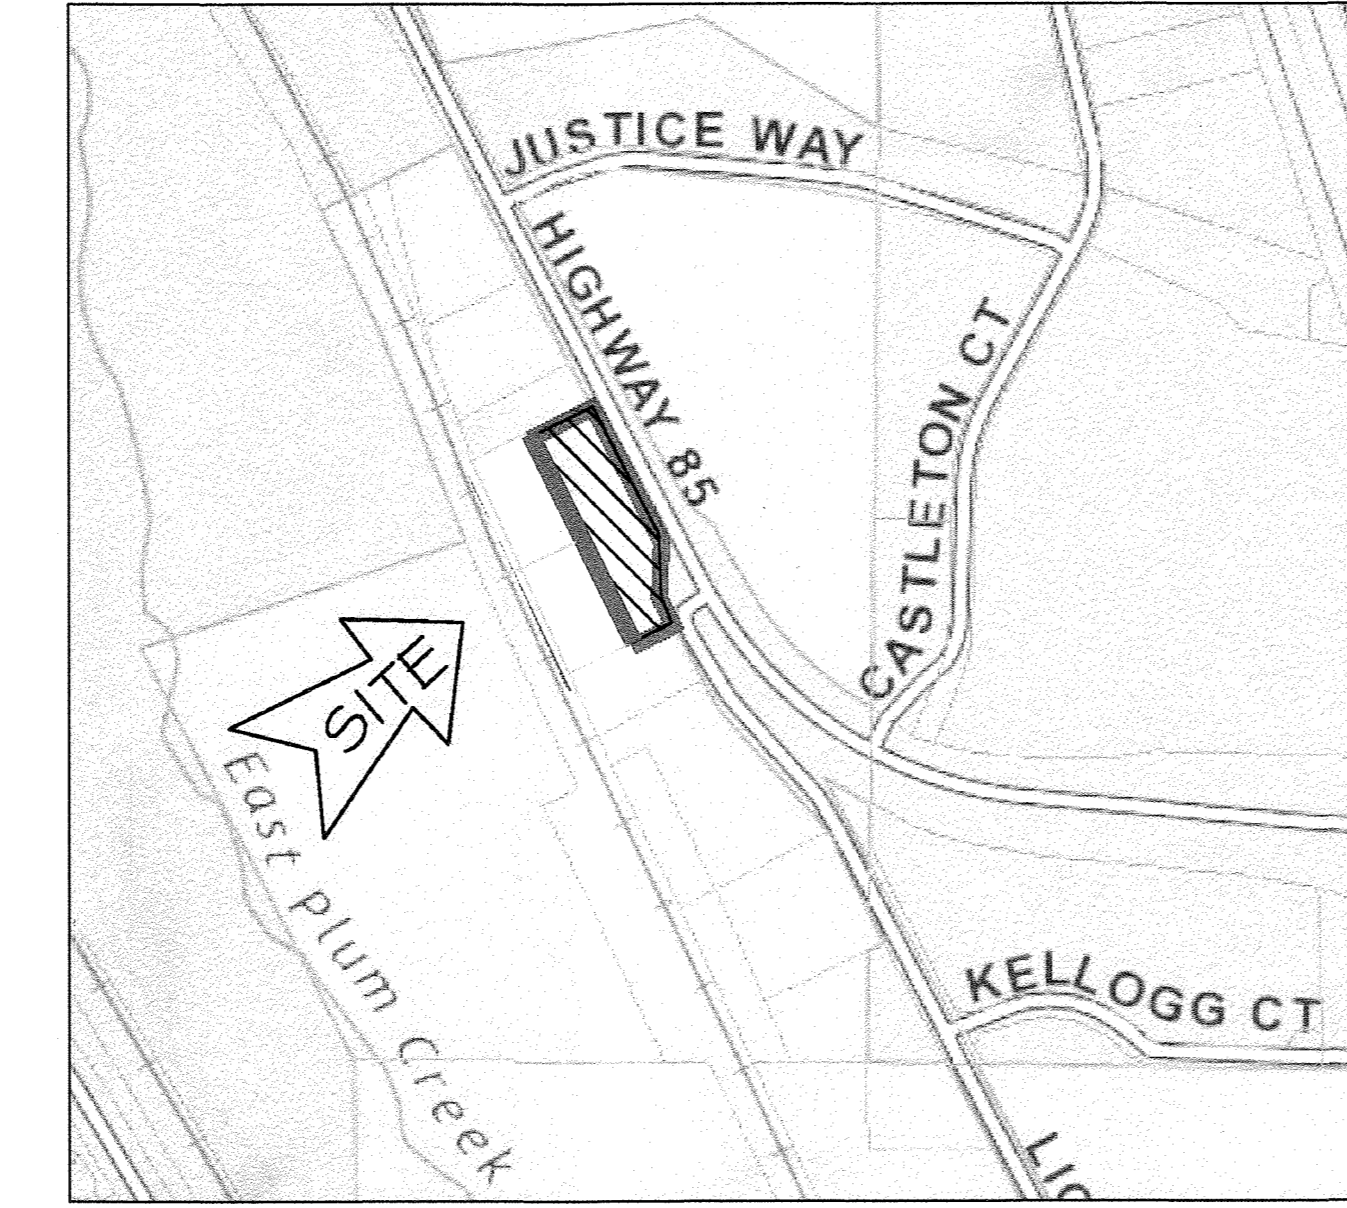 JUSTICE WAY
HIGHWAY 85
CASTLETON CT
SITE
East Plum Creek
KELLOGG CT